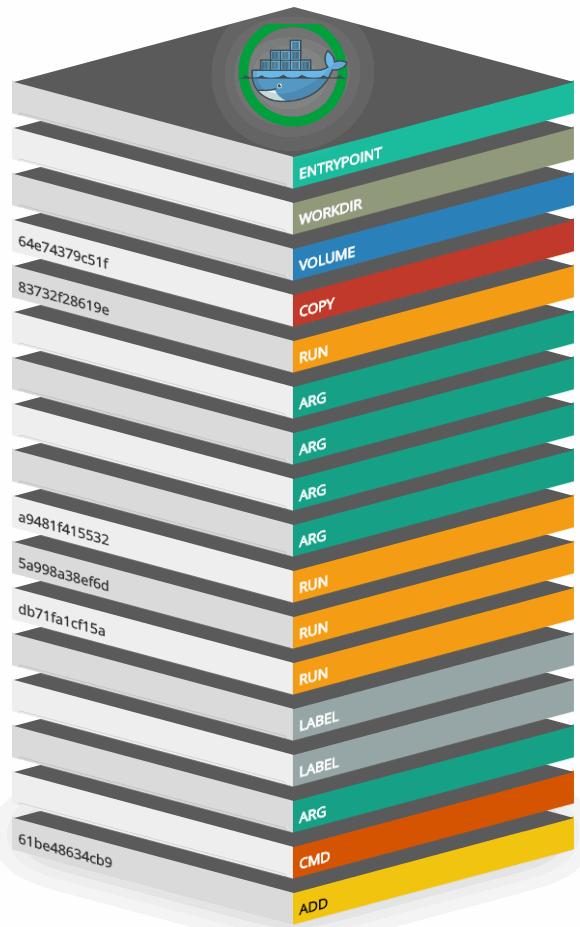 ENTRYPOINT
WORKDIR
VOLUME
64e74379c51f
COPY
83732f28619e
RUN
ARG
ARG
ARG
ARG
a9481f415532
RUN
5a998a38ef6d
RUN
db71fa1cf15a
RUN
LABEL
LABEL
ARG
CMD
61be48634cb9
ADD